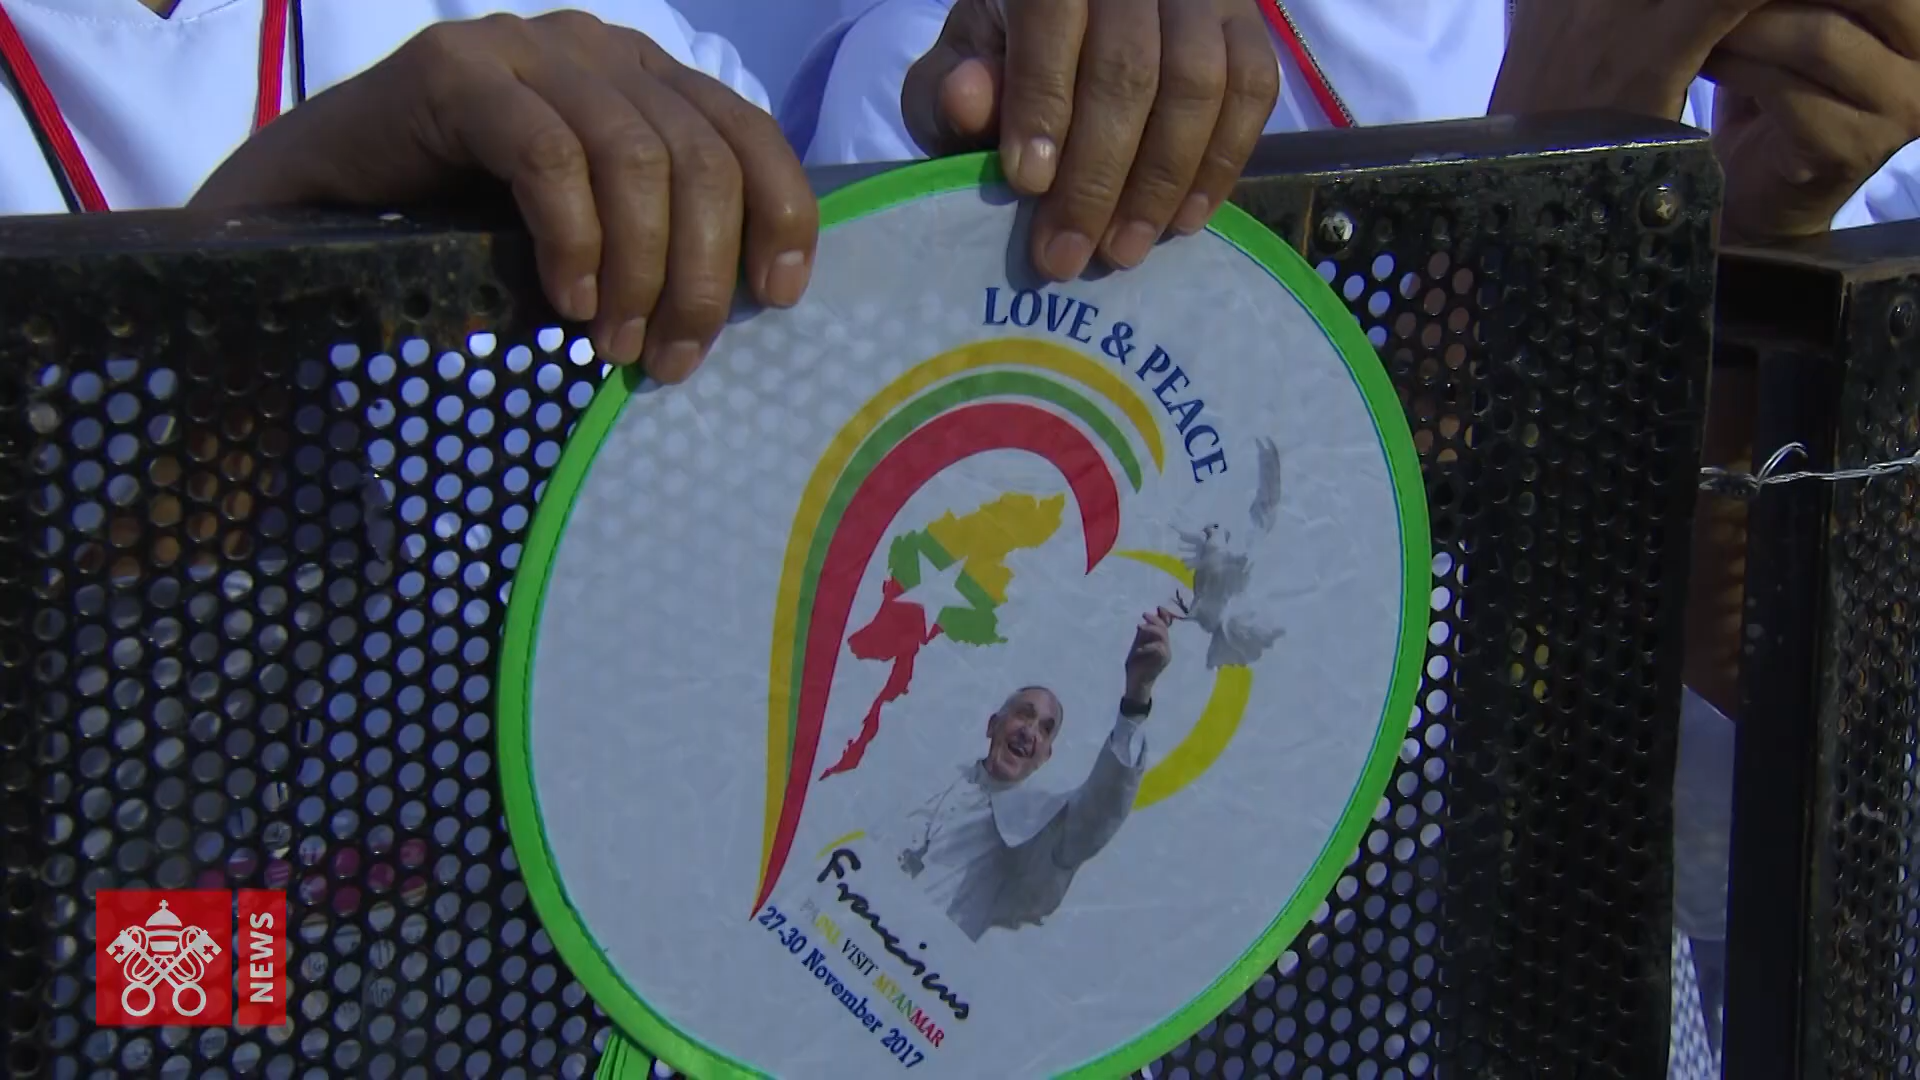 LOVE & PEACE
Franciscus
PAPAL VISIT MYANMAR
27-30 November 2017
NEWS